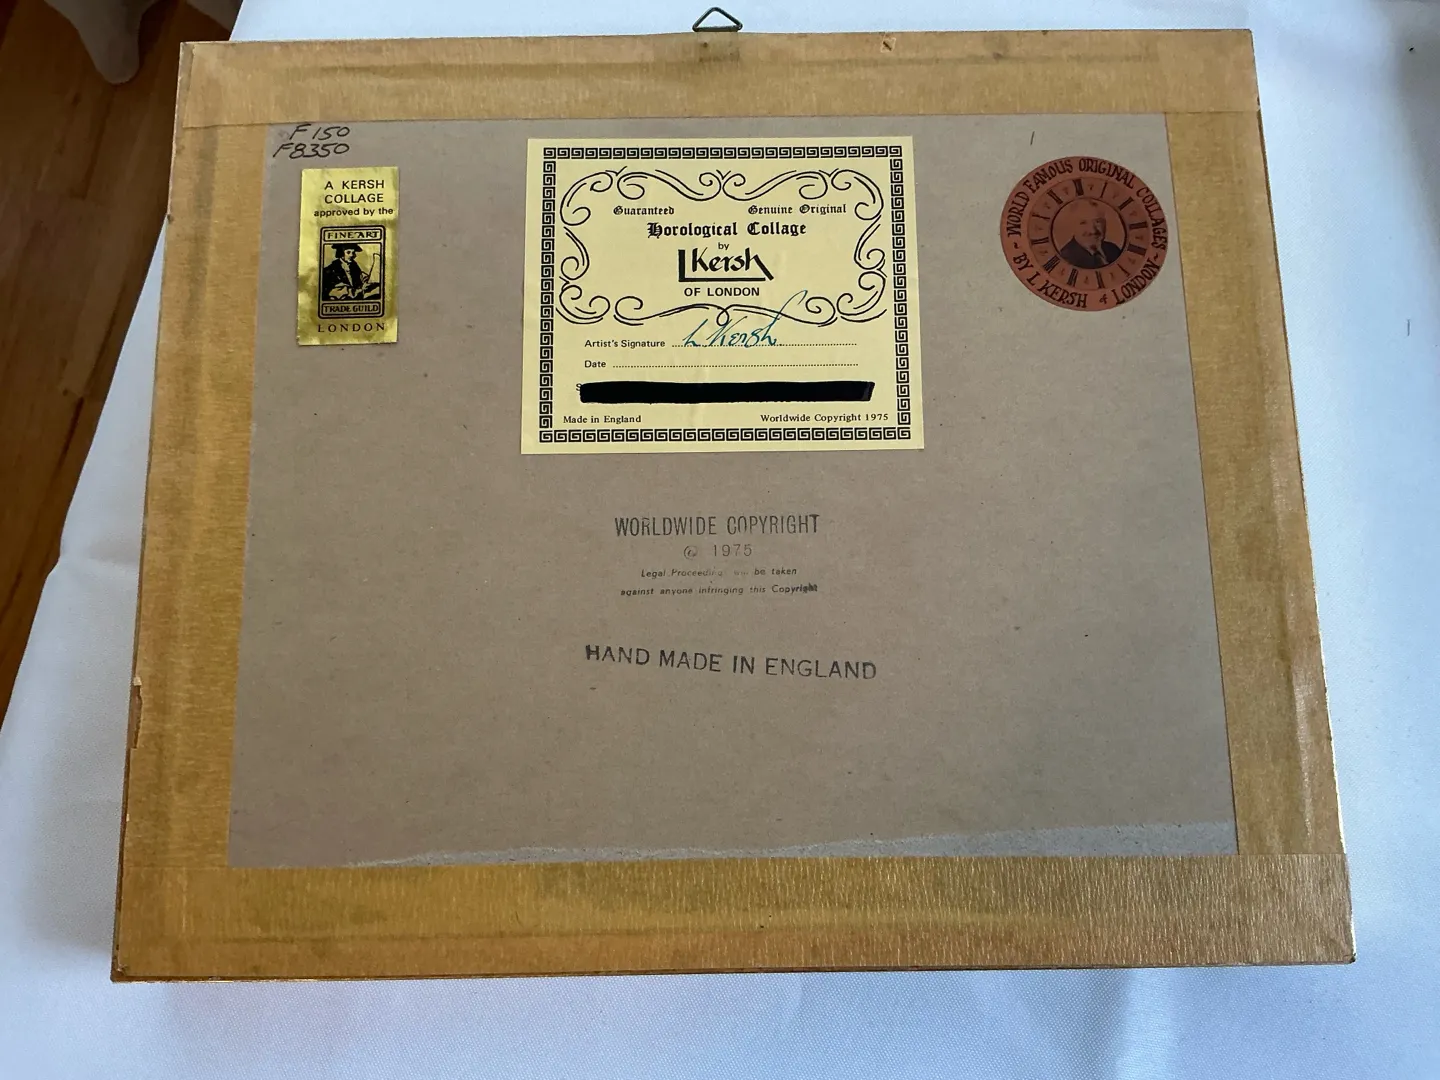 F 150
F8350
A KERSH
COLLAGE
approved by the
FINE ART
TRADE GUILD
LONDON
Guaranteed Genuine Original
Horological Collage
by
L Kersh
OF LONDON
Artist's Signature L Kersh
Date
Made in England Worldwide Copyright 1975
~ WORLD FAMOUS ORIGINAL COLLAGES ~
BY L KERSH of LONDON
WORLDWIDE COPYRIGHT
© 1975
Legal Proceedings be taken
against anyone infringing this Copyright
HAND MADE IN ENGLAND